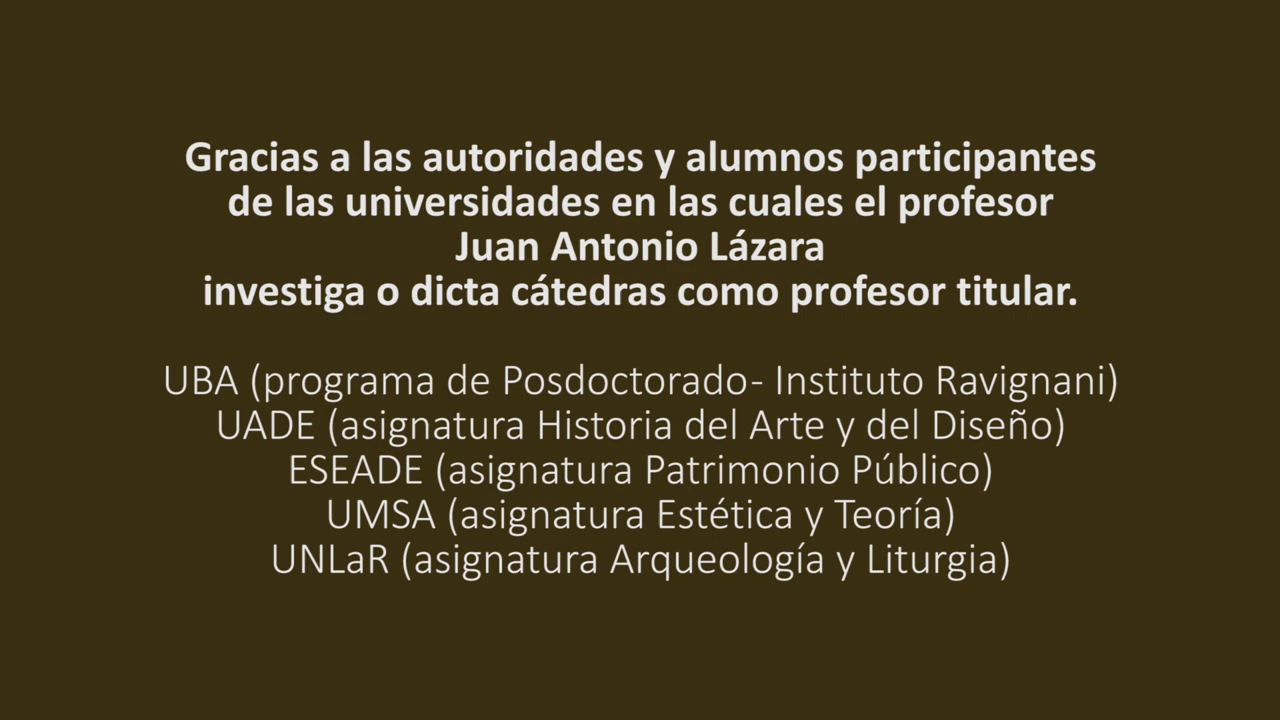 Gracias a las autoridades y alumnos participantes
de las universidades en las cuales el profesor
Juan Antonio Lázara
investiga o dicta cátedras como profesor titular.
UBA (programa de Posdoctorado- Instituto Ravignani)
UADE (asignatura Historia del Arte y del Diseño)
ESEADE (asignatura Patrimonio Público)
UMSA (asignatura Estética y Teoría)
UNLaR (asignatura Arqueología y Liturgia)